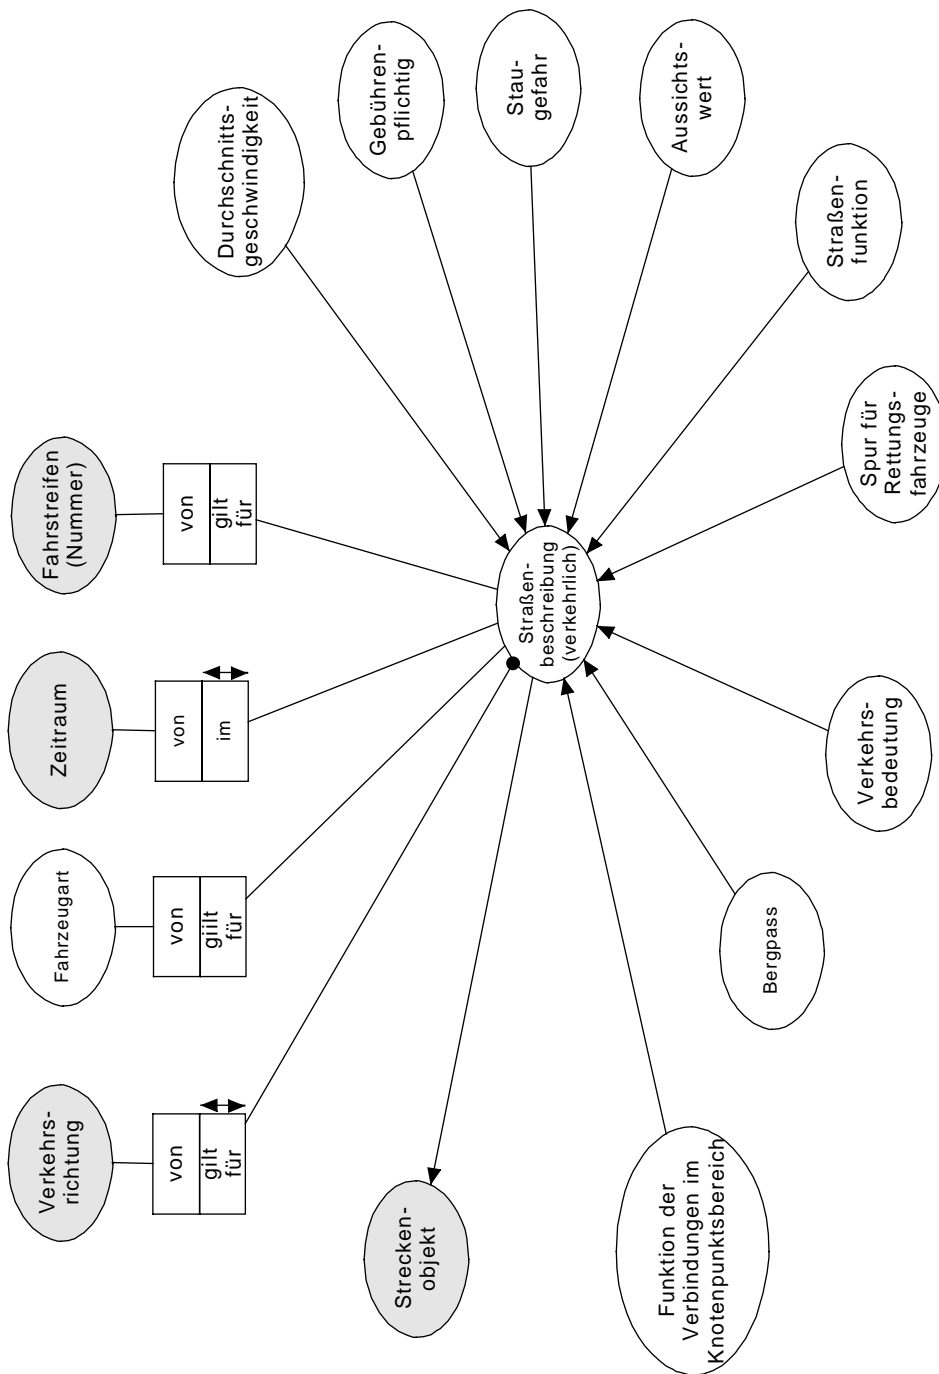 Verkehrs-
richtung
Fahrzeugart
Zeitraum
Fahrstreifen
(Nummer)
von
gilt
für
von
giilt
für
von
im
von
gilt
für
Durchschnitts-
geschwindigkeit
Gebühren-
pflichtig
Stau-
gefahr
Aussichts-
wert
Straßen-
funktion
Spur für
Rettungs-
fahrzeuge
Straßen-
beschreibung
(verkehrlich)
Strecken-
objekt
Funktion der
Verbindungen im
Knotenpunktsbereich
Bergpass
Verkehrs-
bedeutung